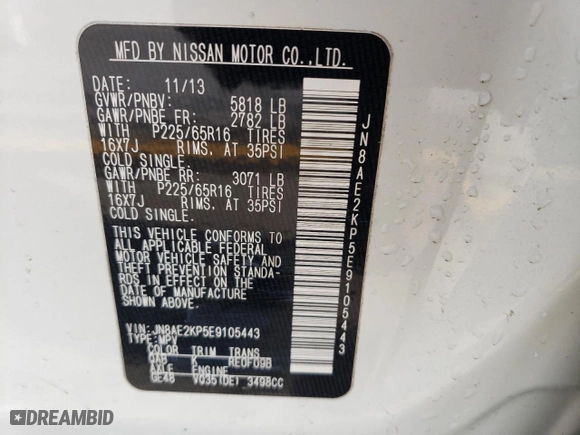 MFD BY NISSAN MOTOR CO.,LTD.
DATE: 11/13
GVWR/PNBV: 5818 LB
GAWR/PNBE FR: 2782 LB
WITH P225/65R16 TIRES
16X7J RIMS, AT 35PSI
COLD SINGLE.
GAWR/PNBE RR: 3071 LB
WITH P225/65R16 TIRES
16X7J RIMS, AT 35PSI
COLD SINGLE.
THIS VEHICLE CONFORMS TO
ALL APPLICABLE FEDERAL
MOTOR VEHICLE SAFETY AND
THEFT PREVENTION STANDA-
RDS IN EFFECT ON THE
DATE OF MANUFACTURE
SHOWN ABOVE.
VIN: JN8AE2KP5E9105443
TYPE: MPV
TRIM TRANS
QAB K RE0F09B
AXLE ENGINE
GE48 VQ35(DE) 3498CC
JN8AE2KP5E9105443
DREAMBID